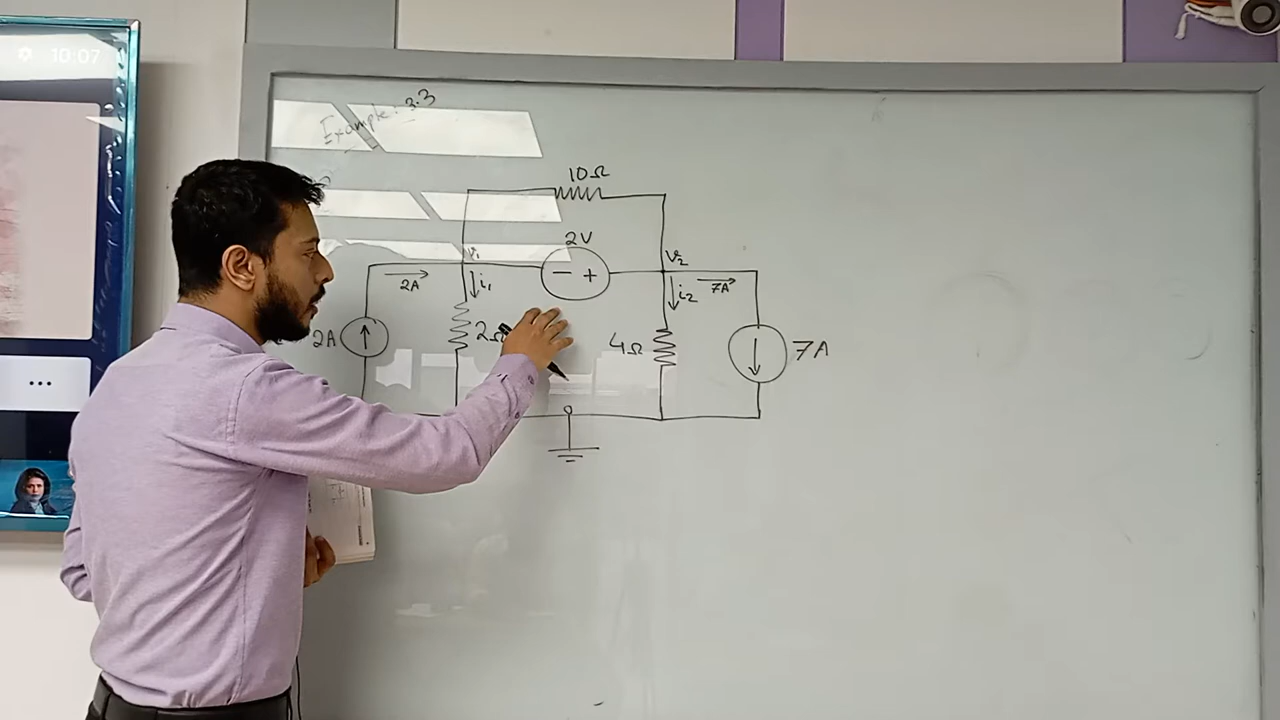 10:07
Example: 3.3
10Ω
2V
V₁
V₂
2A
i₁
i₂
7A
2A
2Ω
− +
4Ω
7A